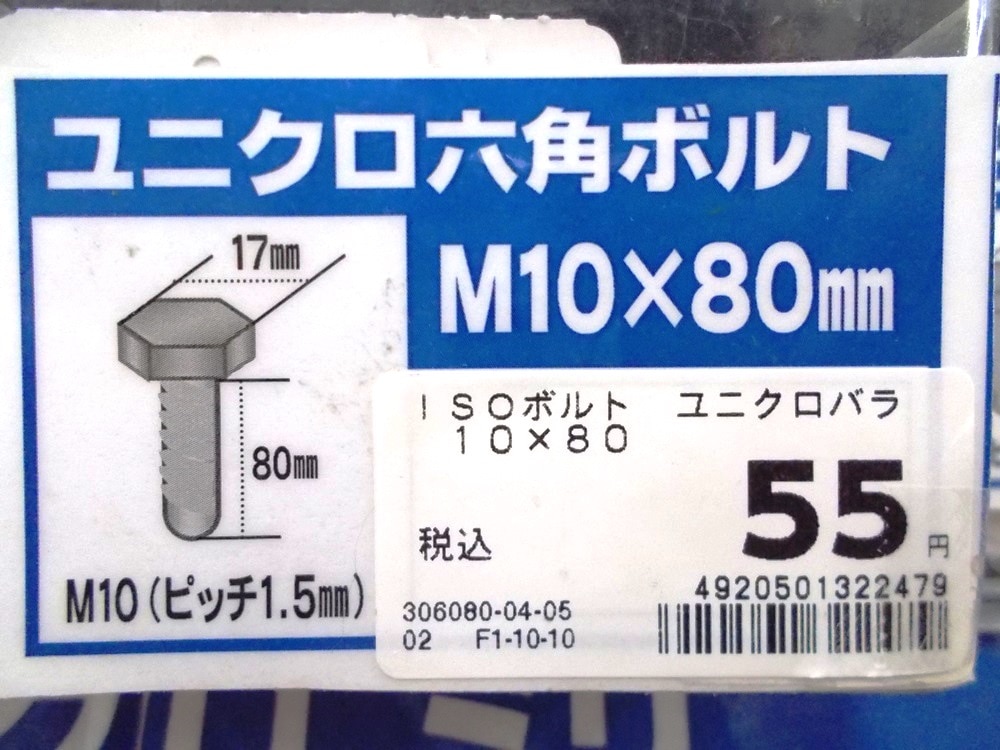 ユニクロ六角ボルト
M10×80mm
17mm
80mm
M10(ピッチ1.5mm)
ISOボルト ユニクロバラ
10×80
税込 55円
4920501322479
306080-04-05
02 F1-10-10